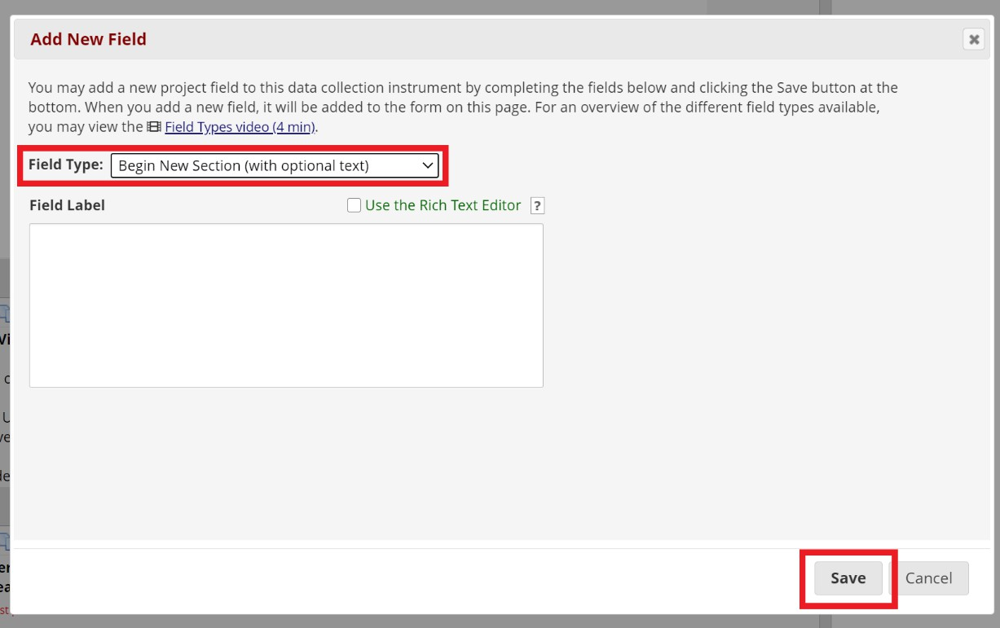 Add New Field
You may add a new project field to this data collection instrument by completing the fields below and clicking the Save button at the
bottom. When you add a new field, it will be added to the form on this page. For an overview of the different field types available,
you may view the Field Types video (4 min).
Field Type: Begin New Section (with optional text)
Field Label Use the Rich Text Editor ?
Save Cancel